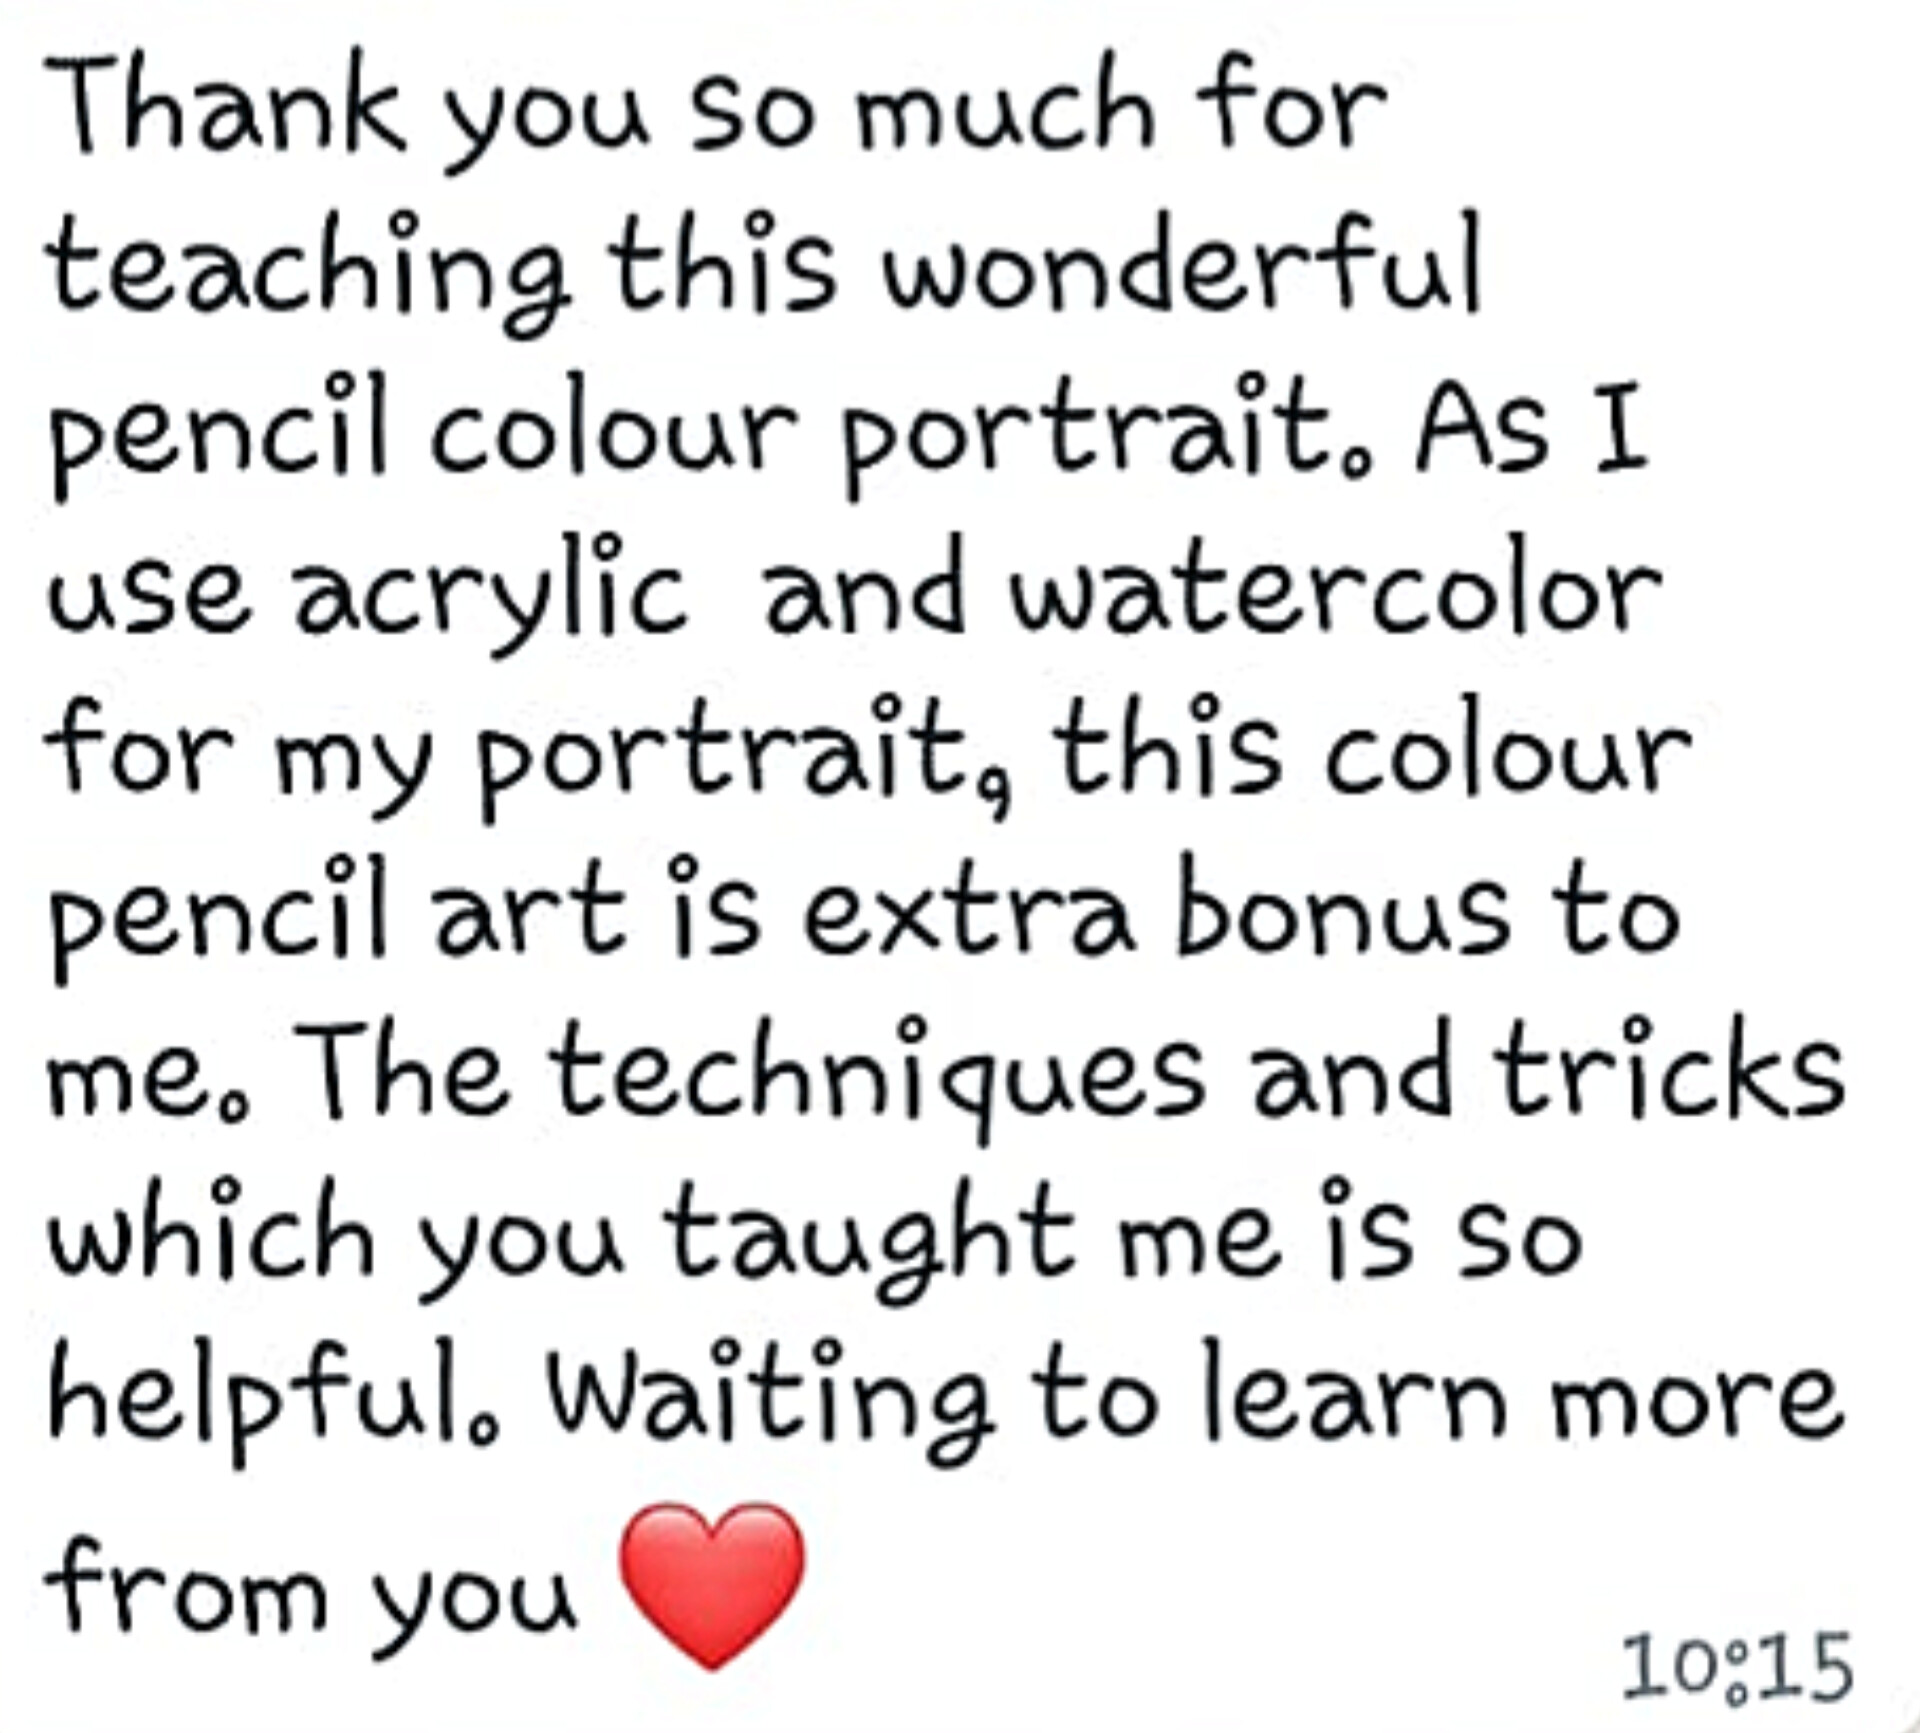 Thank you so much for
teaching this wonderful
pencil colour portrait. As I
use acrylic  and watercolor
for my portrait, this colour
pencil art is extra bonus to
me. The techniques and tricks
which you taught me is so
helpful. Waiting to learn more
from you ❤️
10:15